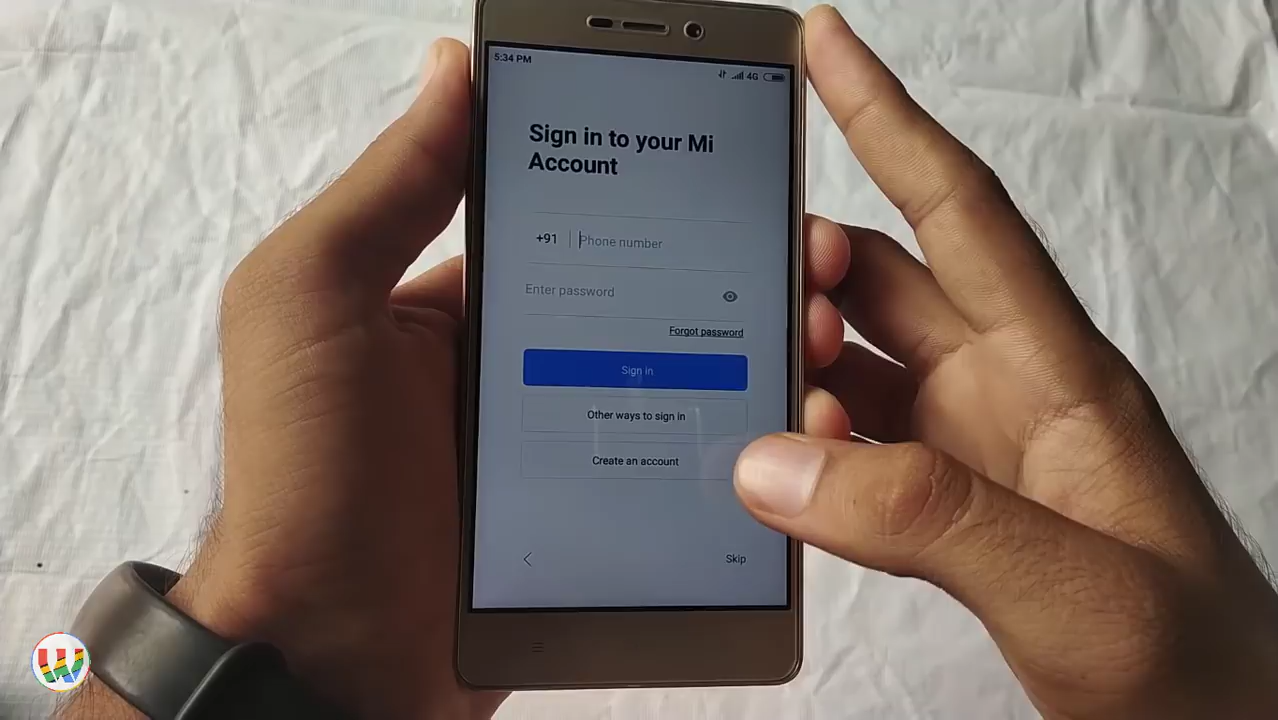 5:34 PM
4G
Sign in to your Mi
Account
+91
Phone number
Enter password
Forgot password
Sign in
Other ways to sign in
Create an account
Skip
W